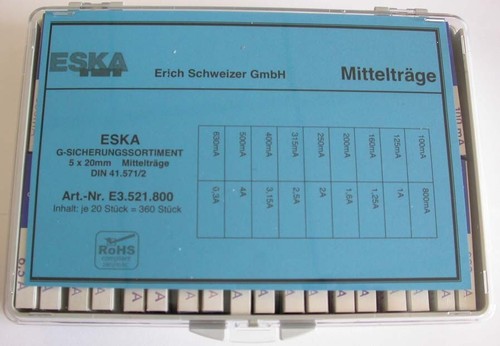 ESKA
Erich Schweizer GmbH
Mittelträge
ESKA
G-SICHERUNGSSORTIMENT
5 x 20mm Mittelträge
DIN 41.571/2
Art.-Nr. E3.521.800
Inhalt: je 20 Stück = 360 Stück
RoHS
630mA 500mA 400mA 315mA 250mA 200mA 160mA 125mA 100mA
6,3A 4A 3,15A 2,5A 2A 1,6A 1,25A 1A 800mA